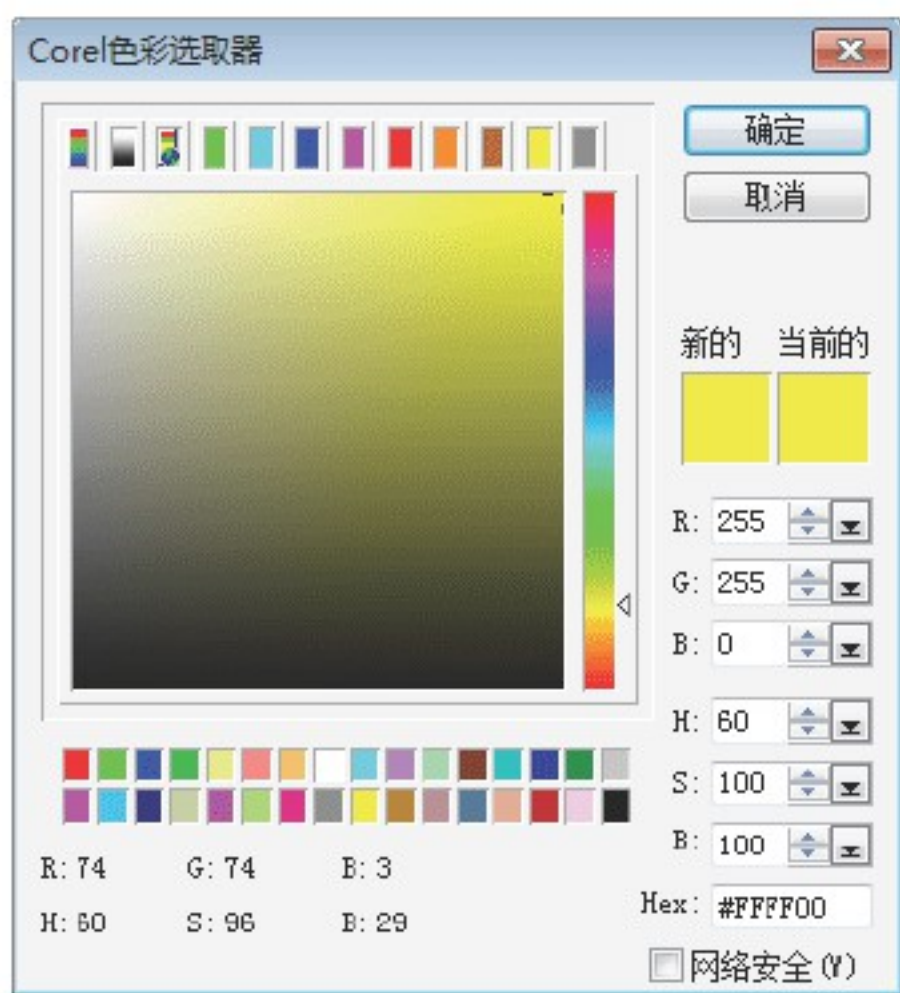 Corel色彩选取器
确定
取消
新的 当前的
R: 255
G: 255
B: 0
H: 60
S: 100
B: 100
Hex: #FFFF00
网络安全(V)
R: 74 G: 74 B: 3
H: 60 S: 96 B: 29